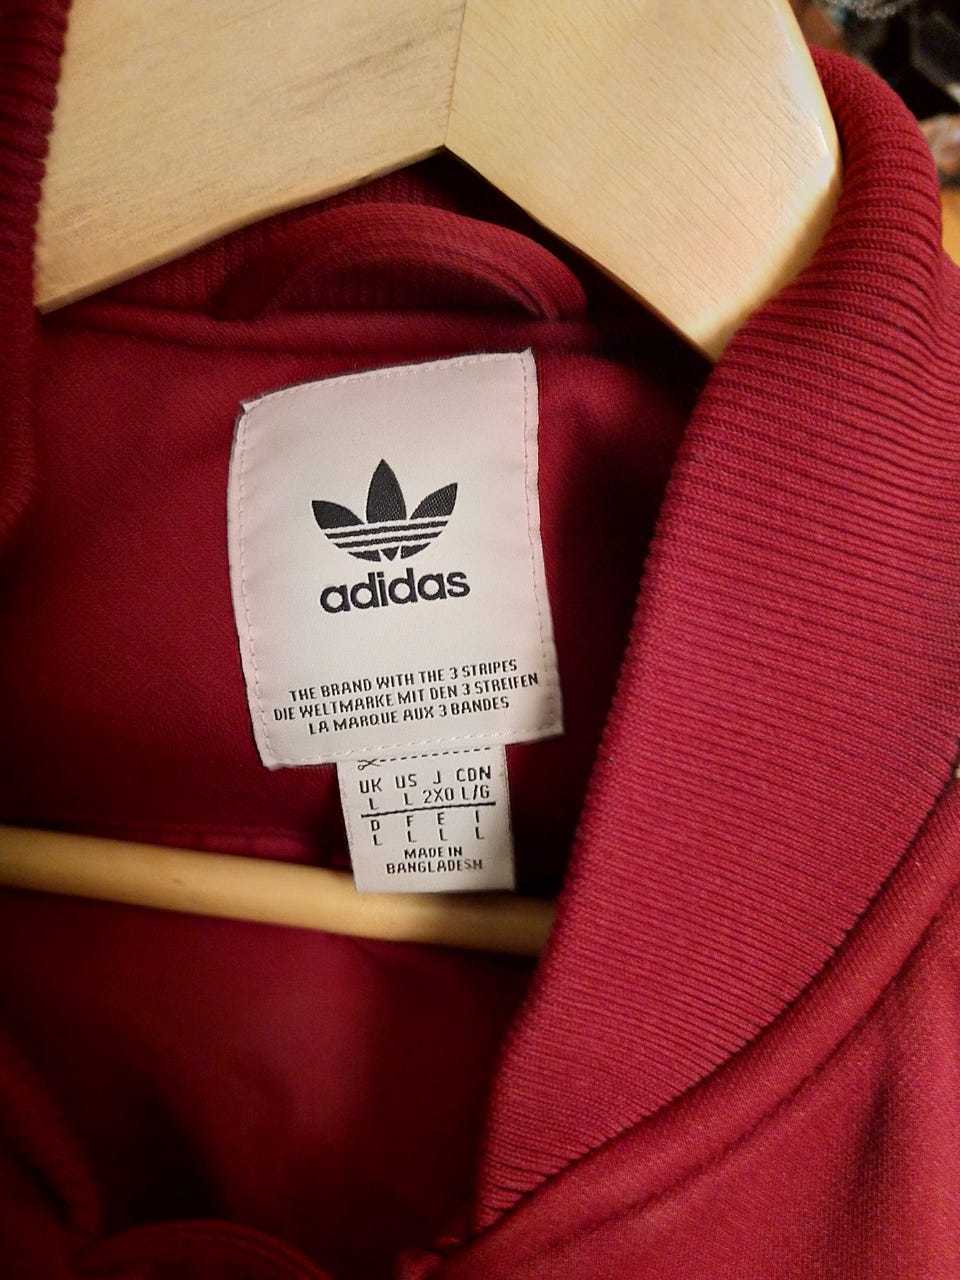 adidas
THE BRAND WITH THE 3 STRIPES
DIE WELTMARKE MIT DEN 3 STREIFEN
LA MARQUE AUX 3 BANDES
UK US J CDN
L L 2XO L/G
D F E I
L L L L
MADE IN
BANGLADESH